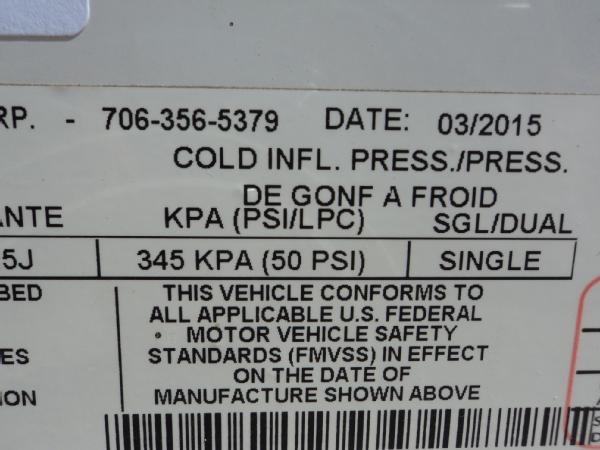 RP. - 706-356-5379 DATE: 03/2015
COLD INFL. PRESS./PRESS.
DE GONF A FROID
ANTE KPA (PSI/LPC) SGL/DUAL
5J 345 KPA (50 PSI) SINGLE
BED THIS VEHICLE CONFORMS TO
ALL APPLICABLE U.S. FEDERAL
MOTOR VEHICLE SAFETY
ES STANDARDS (FMVSS) IN EFFECT
ON THE DATE OF
ION MANUFACTURE SHOWN ABOVE